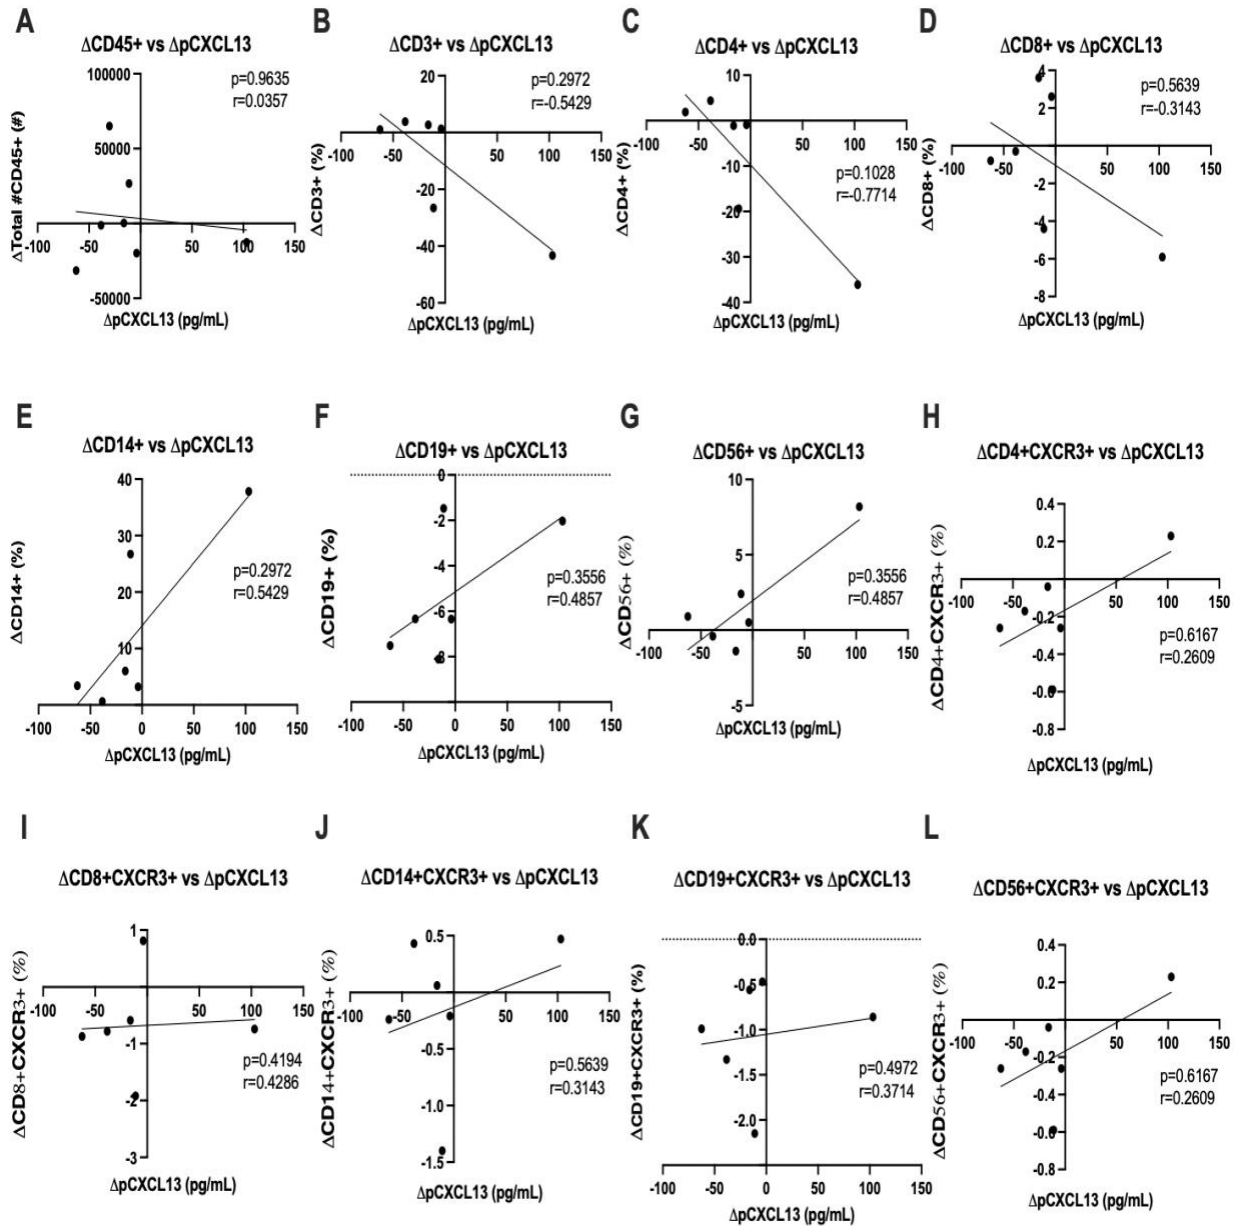 A
ΔCD45+ vs ΔpCXCL13
p=0.9635
r=0.0357
100000
50000
-50000
-100
-50
50
100
150
ΔTotal #CD45+ (#)
ΔpCXCL13 (pg/mL)
B
ΔCD3+ vs ΔpCXCL13
p=0.2972
r=-0.5429
20
-20
-40
-60
-100
-50
50
100
150
ΔCD3+ (%)
ΔpCXCL13 (pg/mL)
C
ΔCD4+ vs ΔpCXCL13
10
-10
-20
-30
-40
-100
-50
50
100
150
p=0.1028
r=-0.7714
ΔCD4+ (%)
ΔpCXCL13 (pg/mL)
D
ΔCD8+ vs ΔpCXCL13
p=0.5639
r=-0.3143
4
2
-2
-4
-6
-8
-100
-50
50
100
150
ΔCD8+ (%)
ΔpCXCL13 (pg/mL)
E
ΔCD14+ vs ΔpCXCL13
40
30
20
10
p=0.2972
r=0.5429
-100
-50
0
50
100
150
ΔCD14+ (%)
ΔpCXCL13 (pg/mL)
F
ΔCD19+ vs ΔpCXCL13
0
-2
-4
-6
-8
p=0.3556
r=0.4857
-100
-50
0
50
100
150
ΔCD19+ (%)
ΔpCXCL13 (pg/mL)
G
ΔCD56+ vs ΔpCXCL13
10
5
-5
p=0.3556
r=0.4857
-100
-50
50
100
150
ΔCD56+ (%)
ΔpCXCL13 (pg/mL)
H
ΔCD4+CXCR3+ vs ΔpCXCL13
0.4
0.2
-0.2
-0.4
-0.6
-0.8
-100
-50
50
100
150
p=0.6167
r=0.2609
ΔCD4+CXCR3+ (%)
ΔpCXCL13 (pg/mL)
I
ΔCD8+CXCR3+ vs ΔpCXCL13
1
-1
-2
-3
-100
-50
50
100
150
p=0.4194
r=0.4286
ΔCD8+CXCR3+ (%)
ΔpCXCL13 (pg/mL)
J
ΔCD14+CXCR3+ vs ΔpCXCL13
0.5
-0.5
-1.0
-1.5
-100
-50
50
100
150
p=0.5639
r=0.3143
ΔCD14+CXCR3+ (%)
ΔpCXCL13 (pg/mL)
K
ΔCD19+CXCR3+ vs ΔpCXCL13
0.0
-0.5
-1.0
-1.5
-2.0
p=0.4972
r=0.3714
-100
-50
0
50
100
150
ΔCD19+CXCR3+ (%)
ΔpCXCL13 (pg/mL)
L
ΔCD56+CXCR3+ vs ΔpCXCL13
0.4
0.2
-0.2
-0.4
-0.6
-0.8
-100
-50
50
100
150
p=0.6167
r=0.2609
ΔCD56+CXCR3+ (%)
ΔpCXCL13 (pg/mL)